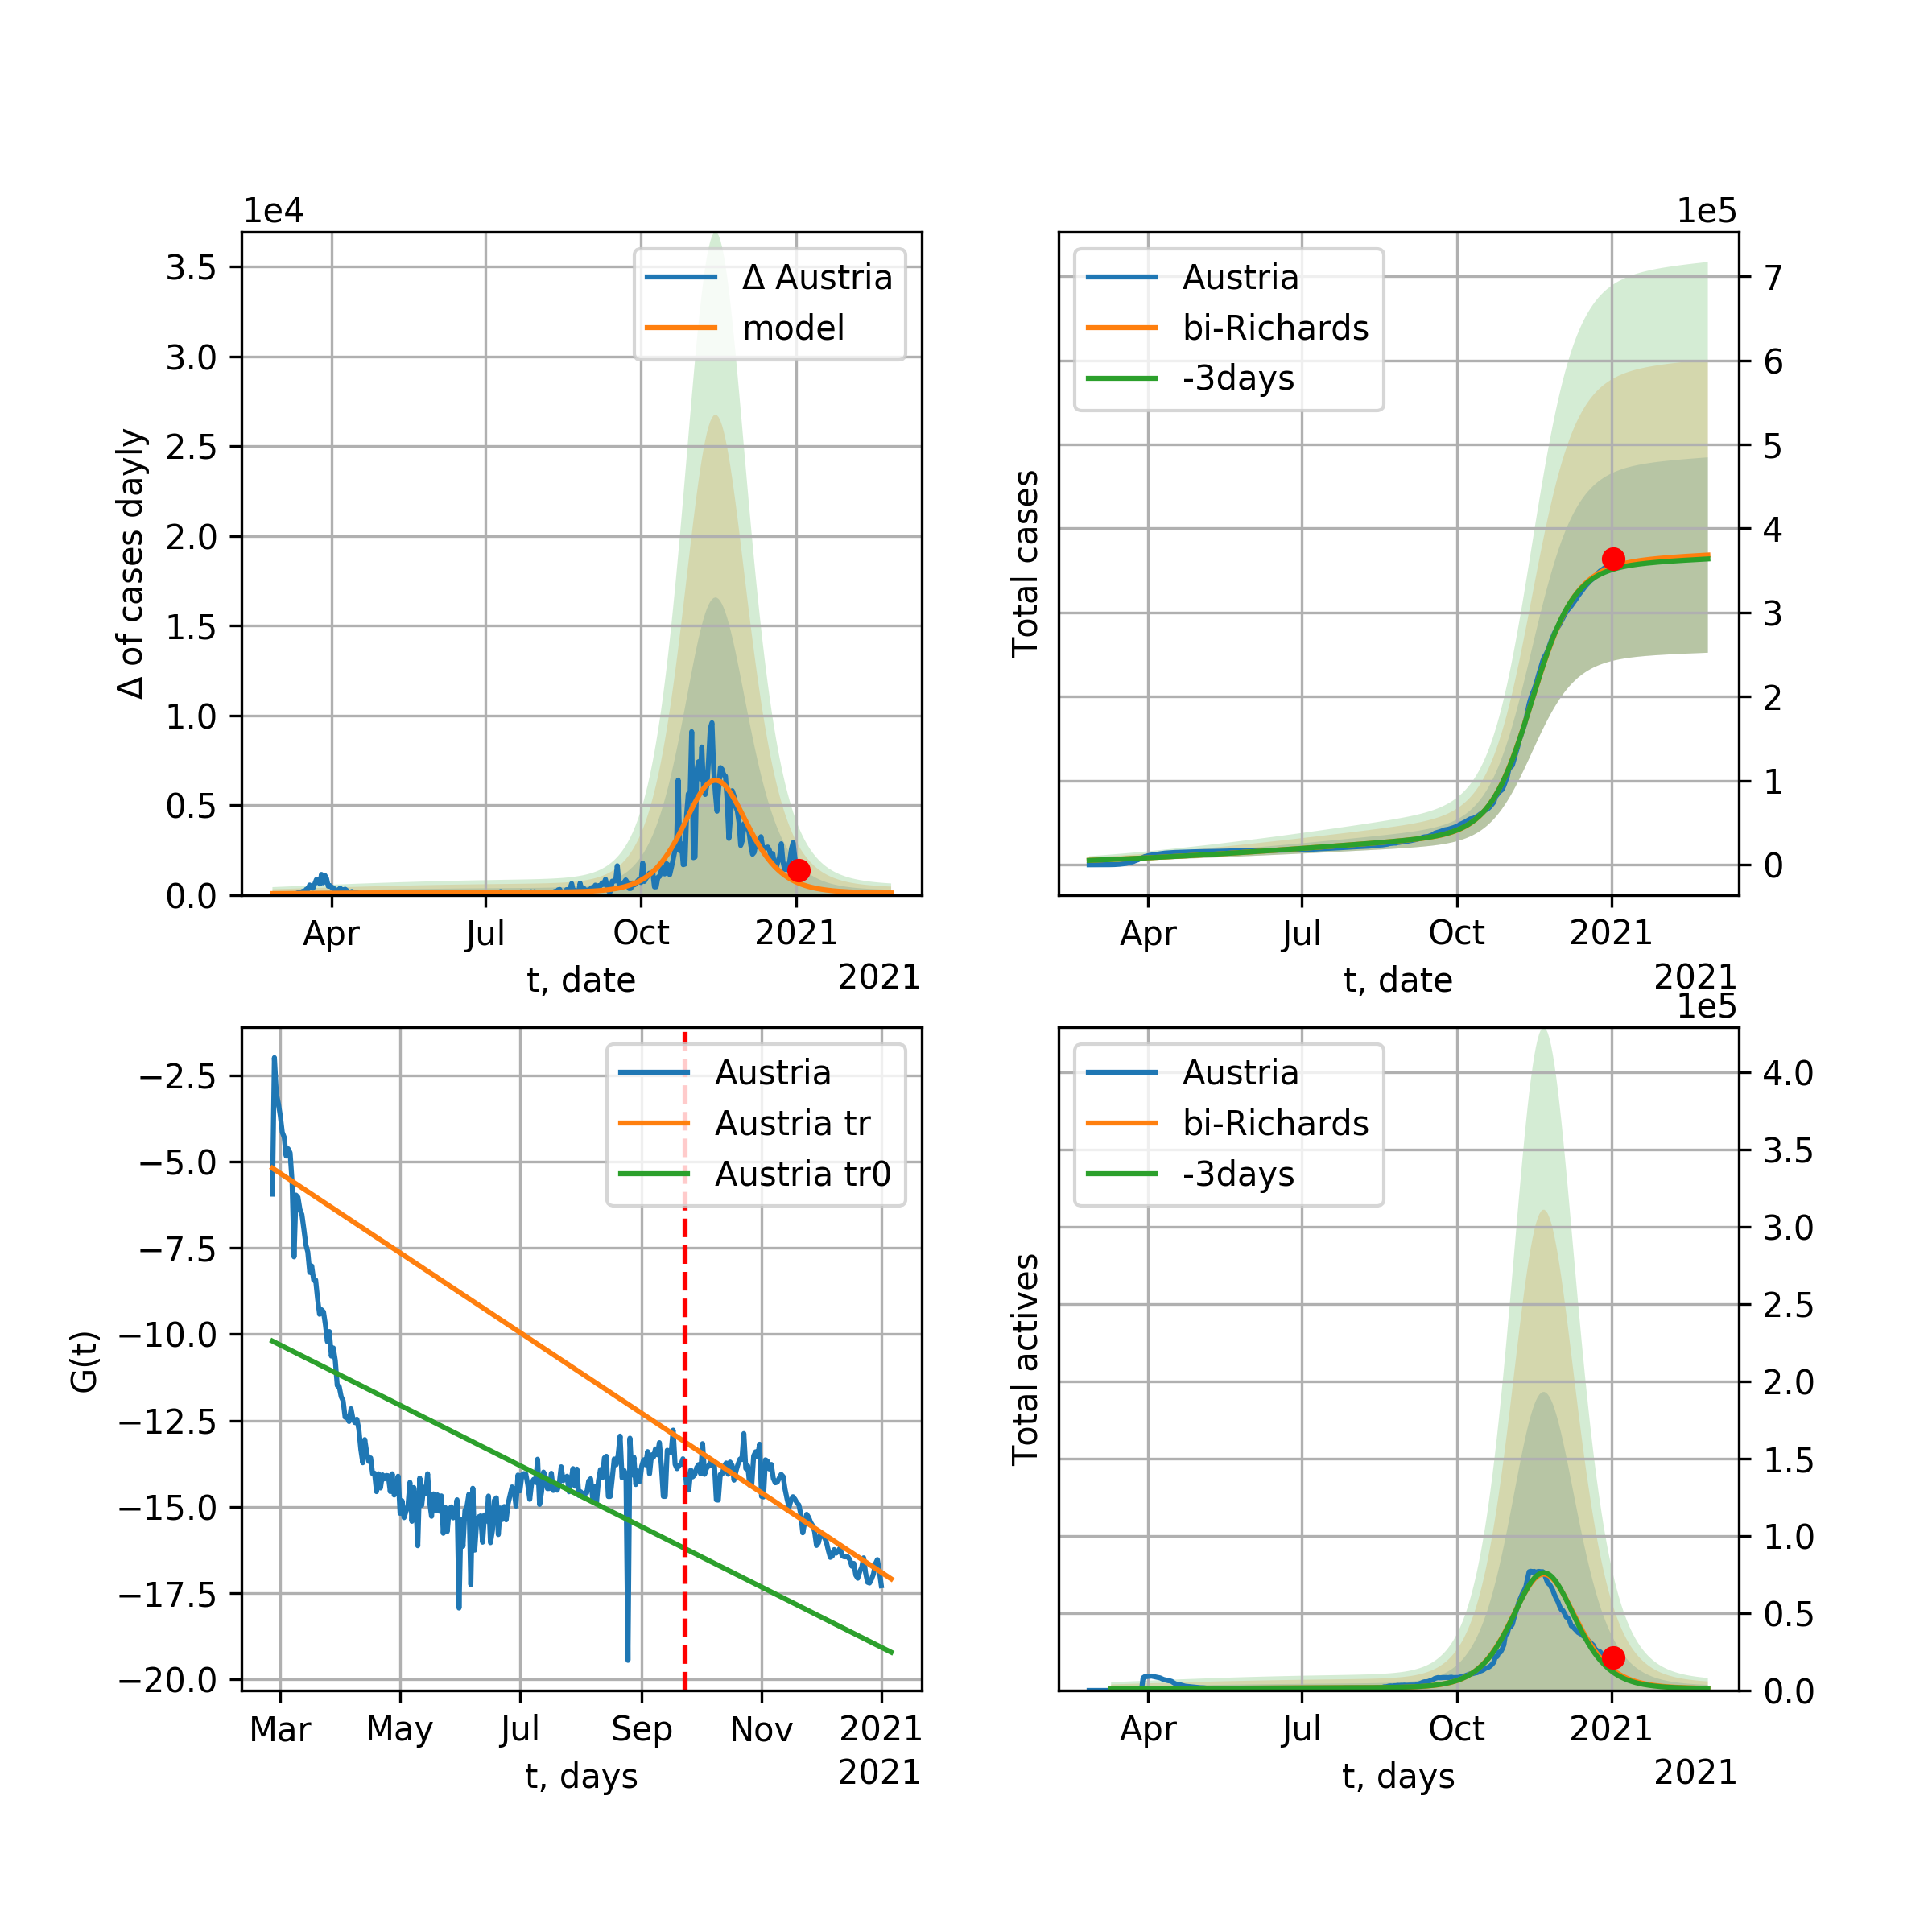 1e4
3.5
3.0
2.5
2.0
1.5
1.0
0.5
0.0
Δ of cases dayly
Δ Austria
model
Apr Jul Oct 2021
t, date
2021
1e5
7
6
5
4
3
2
1
0
Total cases
Austria
bi-Richards
-3days
Apr Jul Oct 2021
t, date
2021
−2.5
−5.0
−7.5
−10.0
−12.5
−15.0
−17.5
−20.0
G(t)
Austria
Austria tr
Austria tr0
Mar May Jul Sep Nov 2021
t, days
2021
1e5
4.0
3.5
3.0
2.5
2.0
1.5
1.0
0.5
0.0
Total actives
Austria
bi-Richards
-3days
Apr Jul Oct 2021
t, days
2021